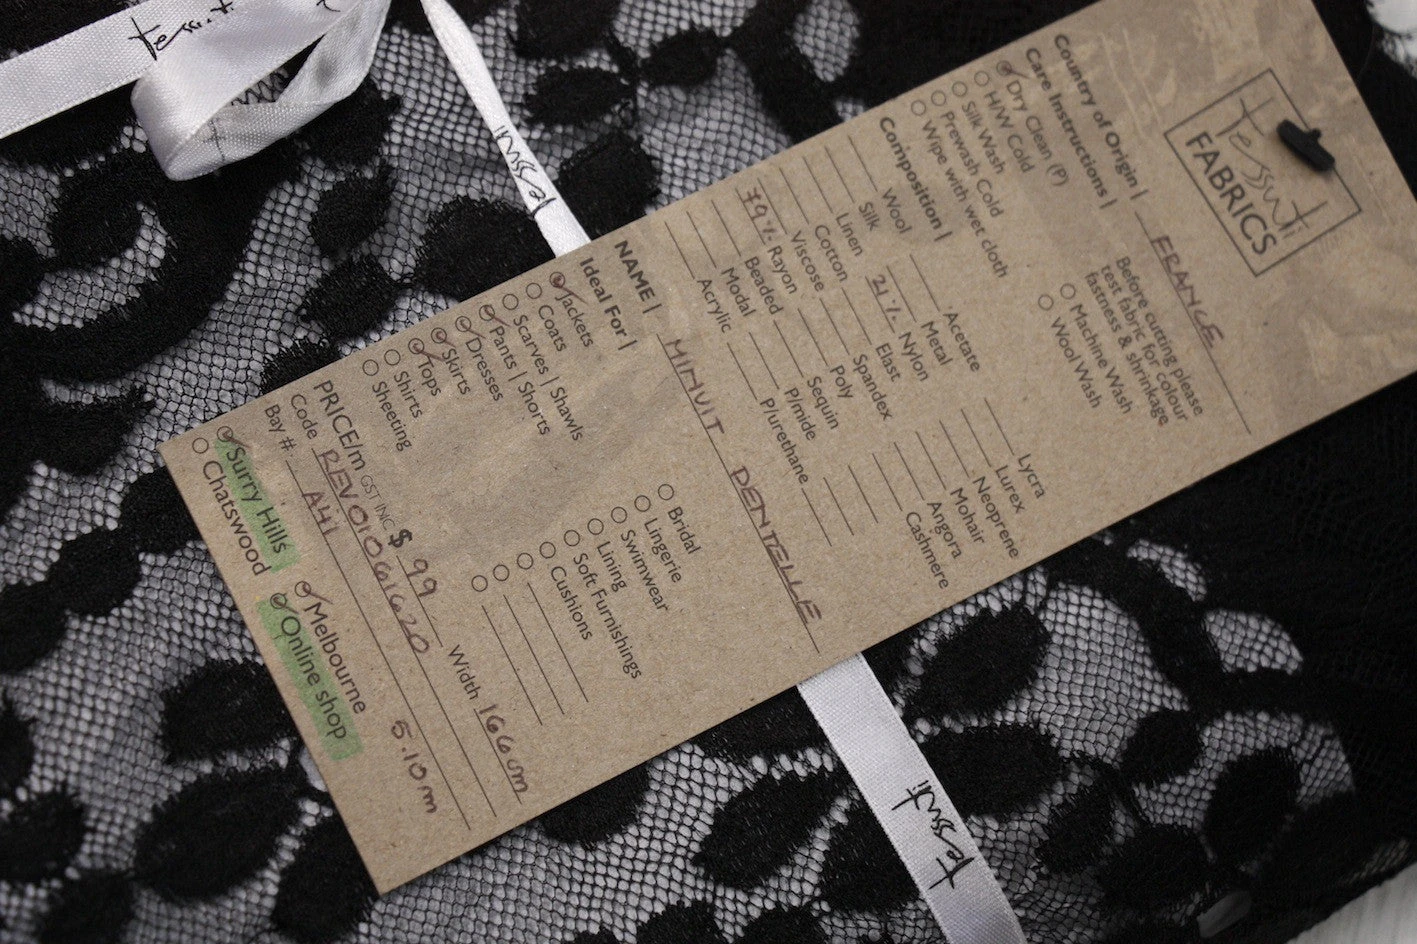 tessuti
FABRICS
Country of Origin | FRANCE
Care Instructions | Before cutting please
test fabric for colour
fastness & shrinkage
Dry Clean (P)
H/W Cold
Silk Wash
Prewash Cold
Wipe with wet cloth
Machine Wash
Wool Wash
Composition |
Wool
Silk
Linen
Cotton
Viscose
79% Rayon
Beaded
Modal
Acrylic
Acetate
Metal
21% Nylon
Elast
Spandex
Poly
Sequin
P/mide
P/urethane
Lycra
Lurex
Neoprene
Mohair
Angora
Cashmere
NAME | MINUIT DENTELLE
Ideal For |
Jackets
Coats
Scarves | Shawls
Pants | Shorts
Dresses
Skirts
Tops
Shirts
Sheeting
Bridal
Lingerie
Swimwear
Lining
Soft Furnishings
Cushions
PRICE/m GST INC $ 99 Width 166cm
Code REV01061620
Bay #. A41 5.10m
Surry Hills Melbourne
Chatswood Online shop
tessuti
tessuti
tessuti